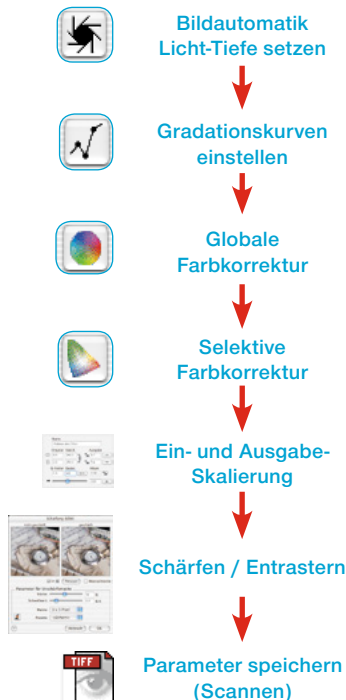 Bildautomatik
Licht-Tiefe setzen
Gradationskurven
einstellen
Globale
Farbkorrektur
Selektive
Farbkorrektur
Ein- und Ausgabe-
Skalierung
Schärfen / Entrastern
TIFF
Parameter speichern
(Scannen)